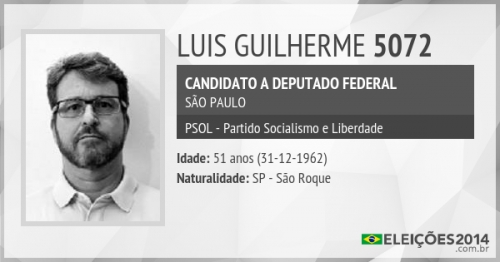 LUIS GUILHERME 5072
CANDIDATO A DEPUTADO FEDERAL
SÃO PAULO
PSOL - Partido Socialismo e Liberdade
Idade: 51 anos (31-12-1962)
Naturalidade: SP - São Roque
ELEIÇÕES2014
.com.br